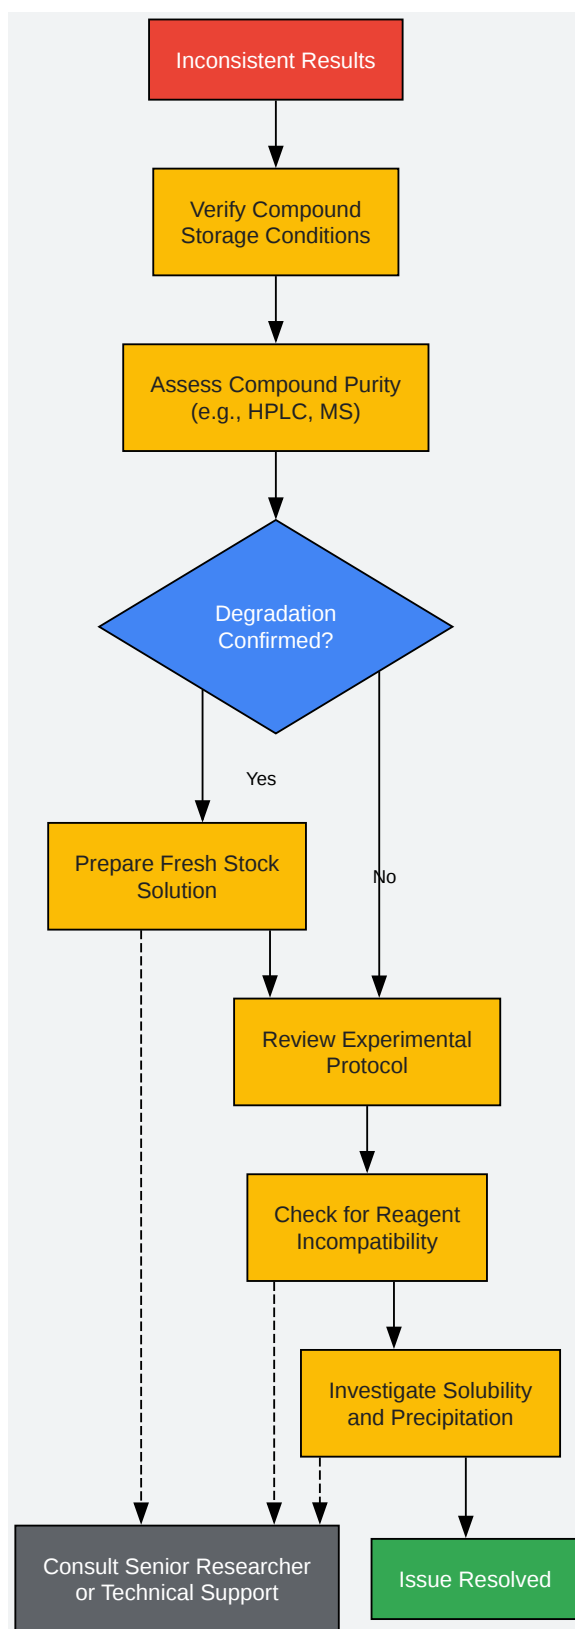 Inconsistent Results
Verify Compound
Storage Conditions
Assess Compound Purity
(e.g., HPLC, MS)
Degradation
Confirmed?
Yes
Prepare Fresh Stock
Solution
No
Review Experimental
Protocol
Check for Reagent
Incompatibility
Investigate Solubility
and Precipitation
Consult Senior Researcher
or Technical Support
Issue Resolved